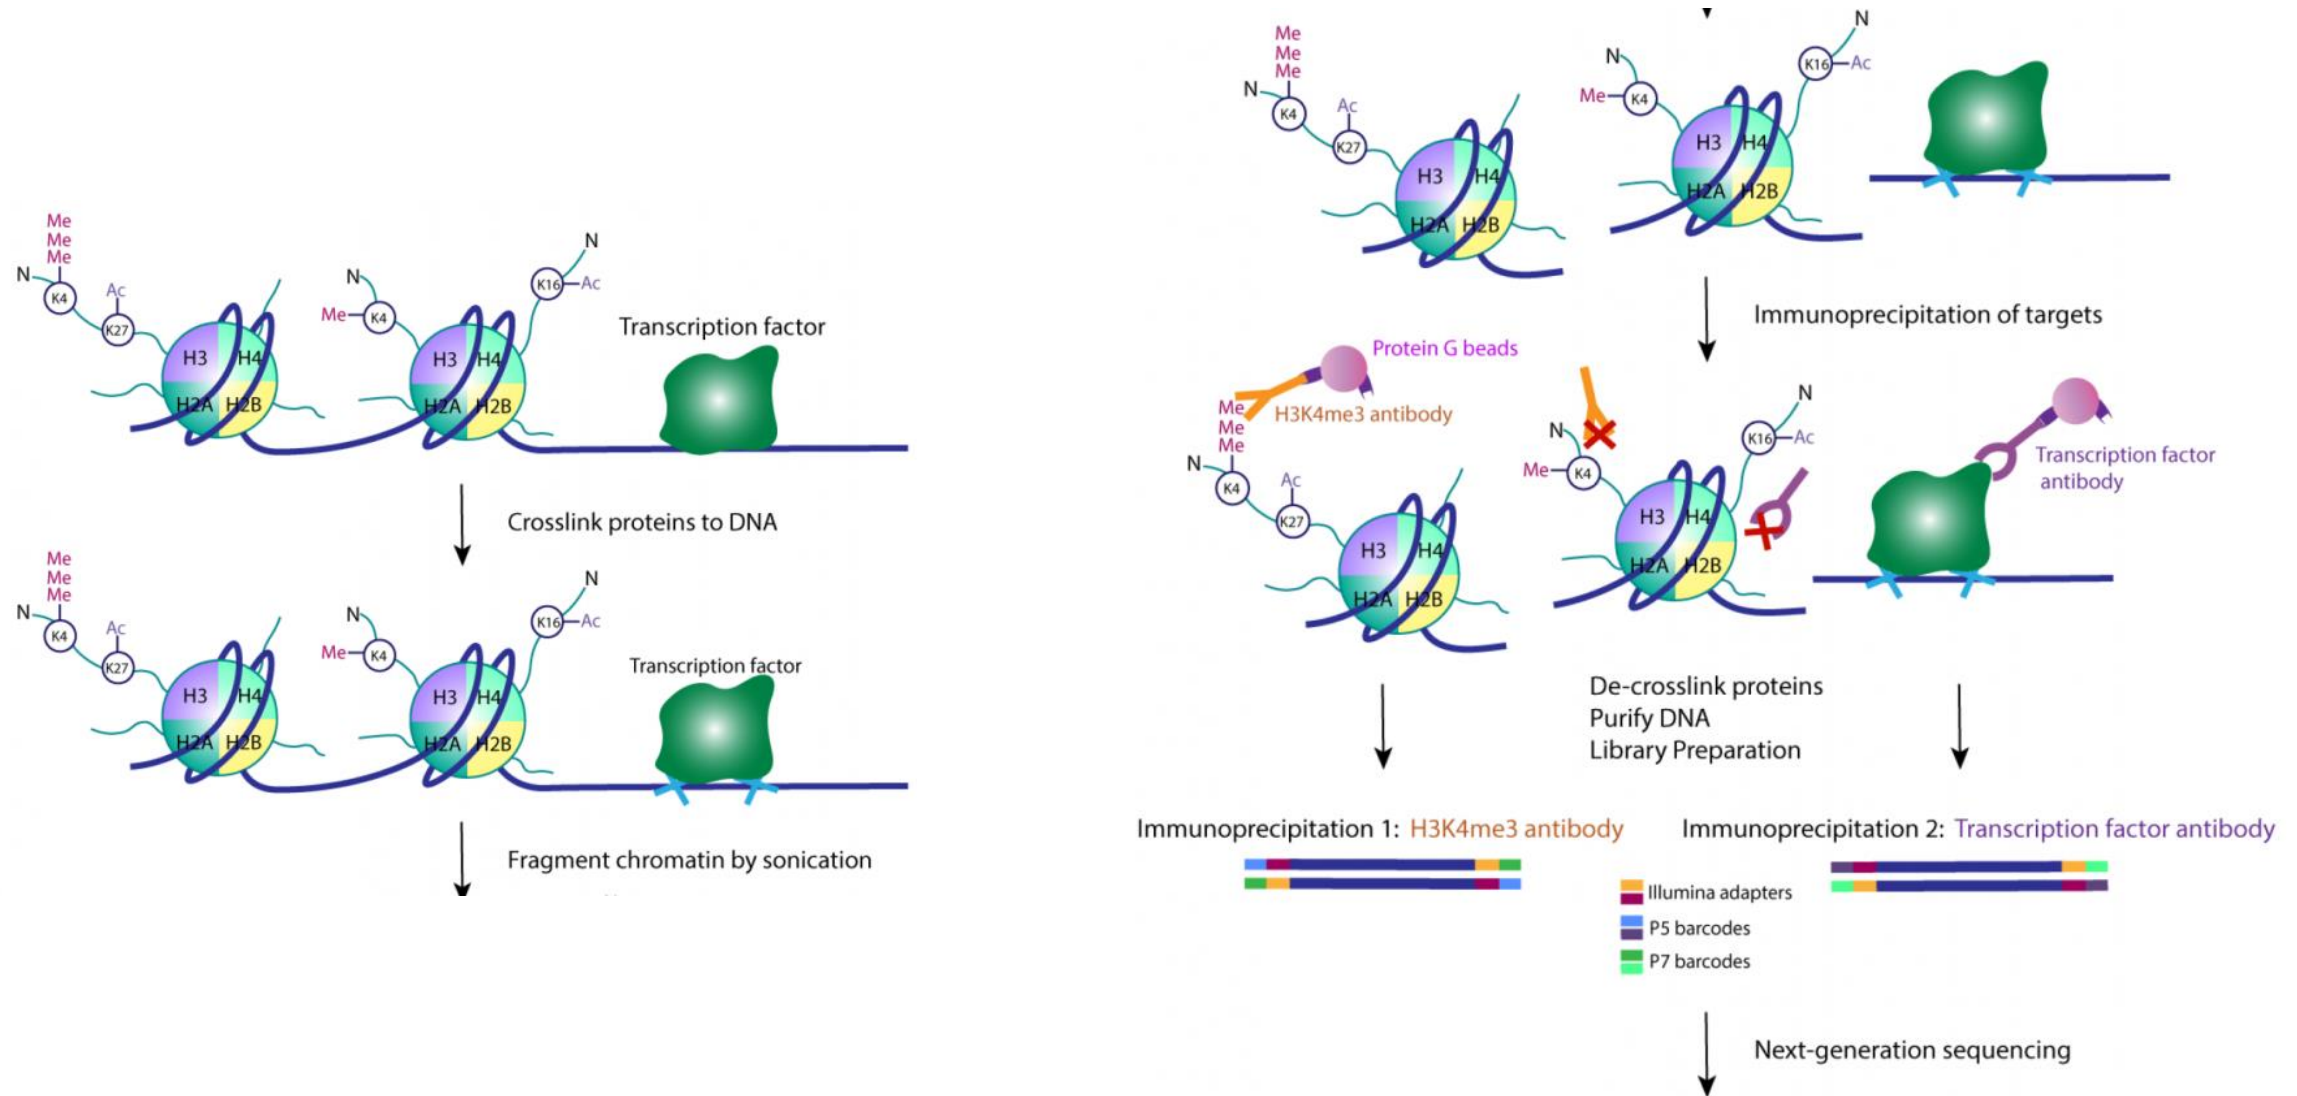 Me
Me
Me
N
K4
Ac
K27
H3
H4
H2A
H2B
N
Me
K4
N
K16
Ac
H3
H4
H2A
H2B
Transcription factor
Crosslink proteins to DNA
Me
Me
Me
N
K4
Ac
K27
H3
H4
H2A
H2B
N
Me
K4
N
K16
Ac
H3
H4
H2A
H2B
Transcription factor
Fragment chromatin by sonication
Me
Me
Me
N
K4
Ac
K27
H3
H4
H2A
H2B
N
Me
K4
N
K16
Ac
H3
H4
H2A
H2B
Immunoprecipitation of targets
Protein G beads
H3K4me3 antibody
Me
Me
Me
N
K4
Ac
K27
H3
H4
H2A
H2B
N
Me
K4
N
K16
Ac
H3
H4
H2A
H2B
Transcription factor
antibody
De-crosslink proteins
Purify DNA
Library Preparation
Immunoprecipitation 1: H3K4me3 antibody
Immunoprecipitation 2: Transcription factor antibody
Illumina adapters
P5 barcodes
P7 barcodes
Next-generation sequencing